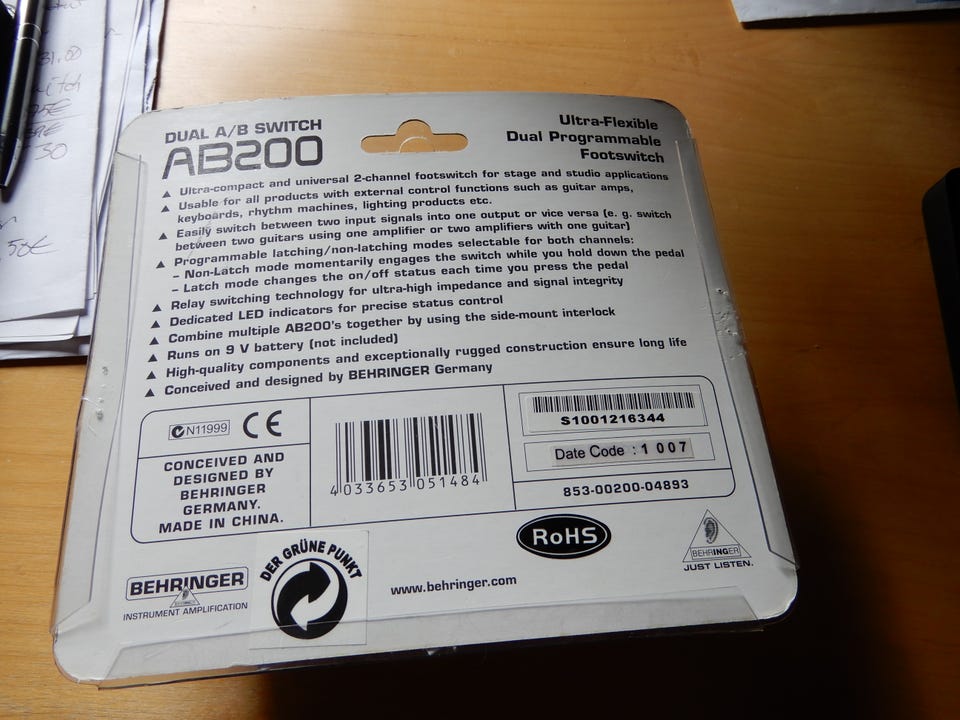 31.00
DUAL A/B SWITCH
AB200
Ultra-Flexible
Dual Programmable
Footswitch
▲ Ultra-compact and universal 2-channel footswitch for stage and studio applications
▲ Usable for all products with external control functions such as guitar amps,
keyboards, rhythm machines, lighting products etc.
▲ Easily switch between two input signals into one output or vice versa (e. g. switch
between two guitars using one amplifier or two amplifiers with one guitar)
▲ Programmable latching/non-latching modes selectable for both channels:
– Non-Latch mode momentarily engages the switch while you hold down the pedal
– Latch mode changes the on/off status each time you press the pedal
▲ Relay switching technology for ultra-high impedance and signal integrity
▲ Dedicated LED indicators for precise status control
▲ Combine multiple AB200's together by using the side-mount interlock
▲ Runs on 9 V battery (not included)
▲ High-quality components and exceptionally rugged construction ensure long life
▲ Conceived and designed by BEHRINGER Germany
N11999 CE
CONCEIVED AND
DESIGNED BY
BEHRINGER
GERMANY.
MADE IN CHINA.
4 033653 051484
S1001216344
Date Code : 1 007
853-00200-04893
BEHRINGER
INSTRUMENT AMPLIFICATION
DER GRÜNE PUNKT
www.behringer.com
RoHS
BEHRINGER
JUST LISTEN.